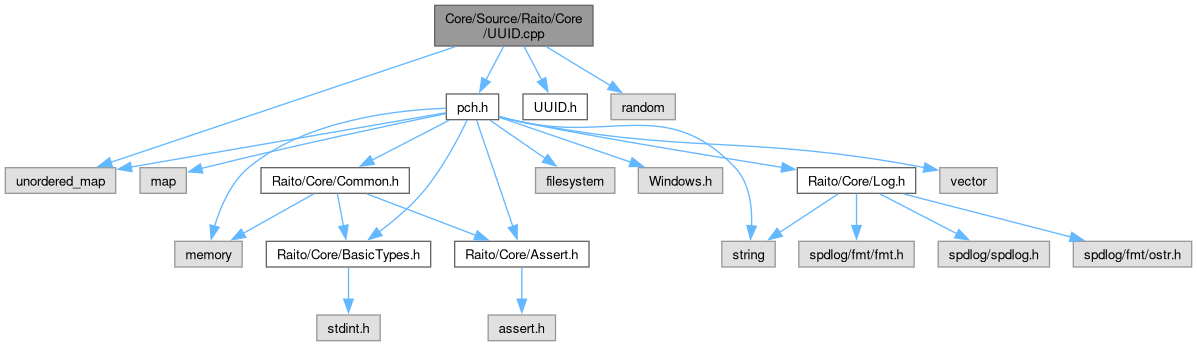 Core/Source/Raito/Core
/UUID.cpp
pch.h
UUID.h
random
unordered_map
map
Raito/Core/Common.h
filesystem
Windows.h
Raito/Core/Log.h
vector
memory
Raito/Core/BasicTypes.h
Raito/Core/Assert.h
string
spdlog/fmt/fmt.h
spdlog/spdlog.h
spdlog/fmt/ostr.h
stdint.h
assert.h